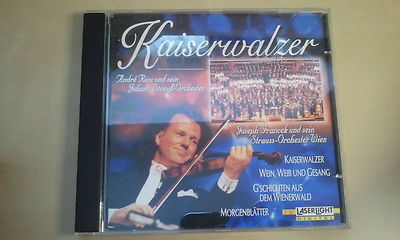 Kaiserwalzer
André Rieu und sein
Johann-Strauß-Orchester
Joseph Francek und sein
Strauss-Orchester Wien
KAISERWALZER
WEIN, WEIB UND GESANG
G'SCHICHTEN AUS
DEM WIENERWALD
MORGENBLÄTTER
LASERLIGHT
DIGITAL